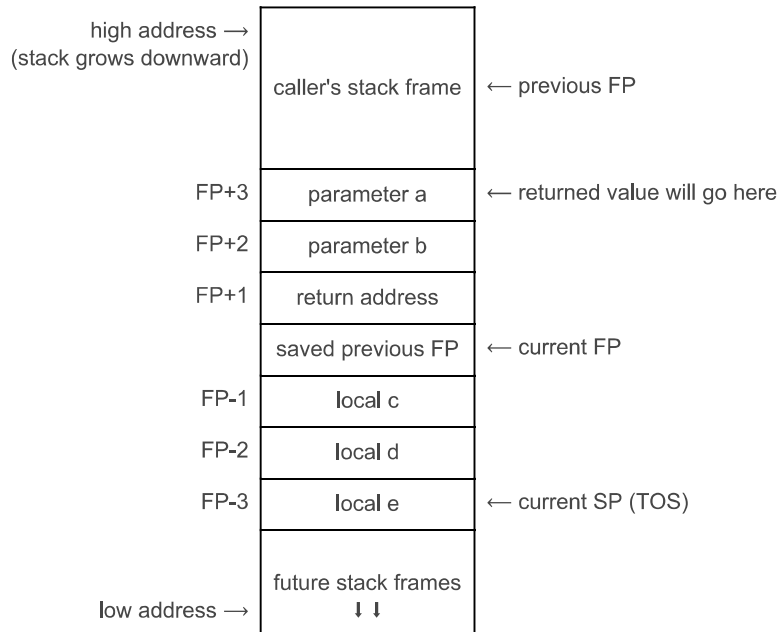 high address →
(stack grows downward)
caller's stack frame ← previous FP
FP+3 parameter a ← returned value will go here
FP+2 parameter b
FP+1 return address
saved previous FP ← current FP
FP-1 local c
FP-2 local d
FP-3 local e ← current SP (TOS)
future stack frames
low address → ↓ ↓